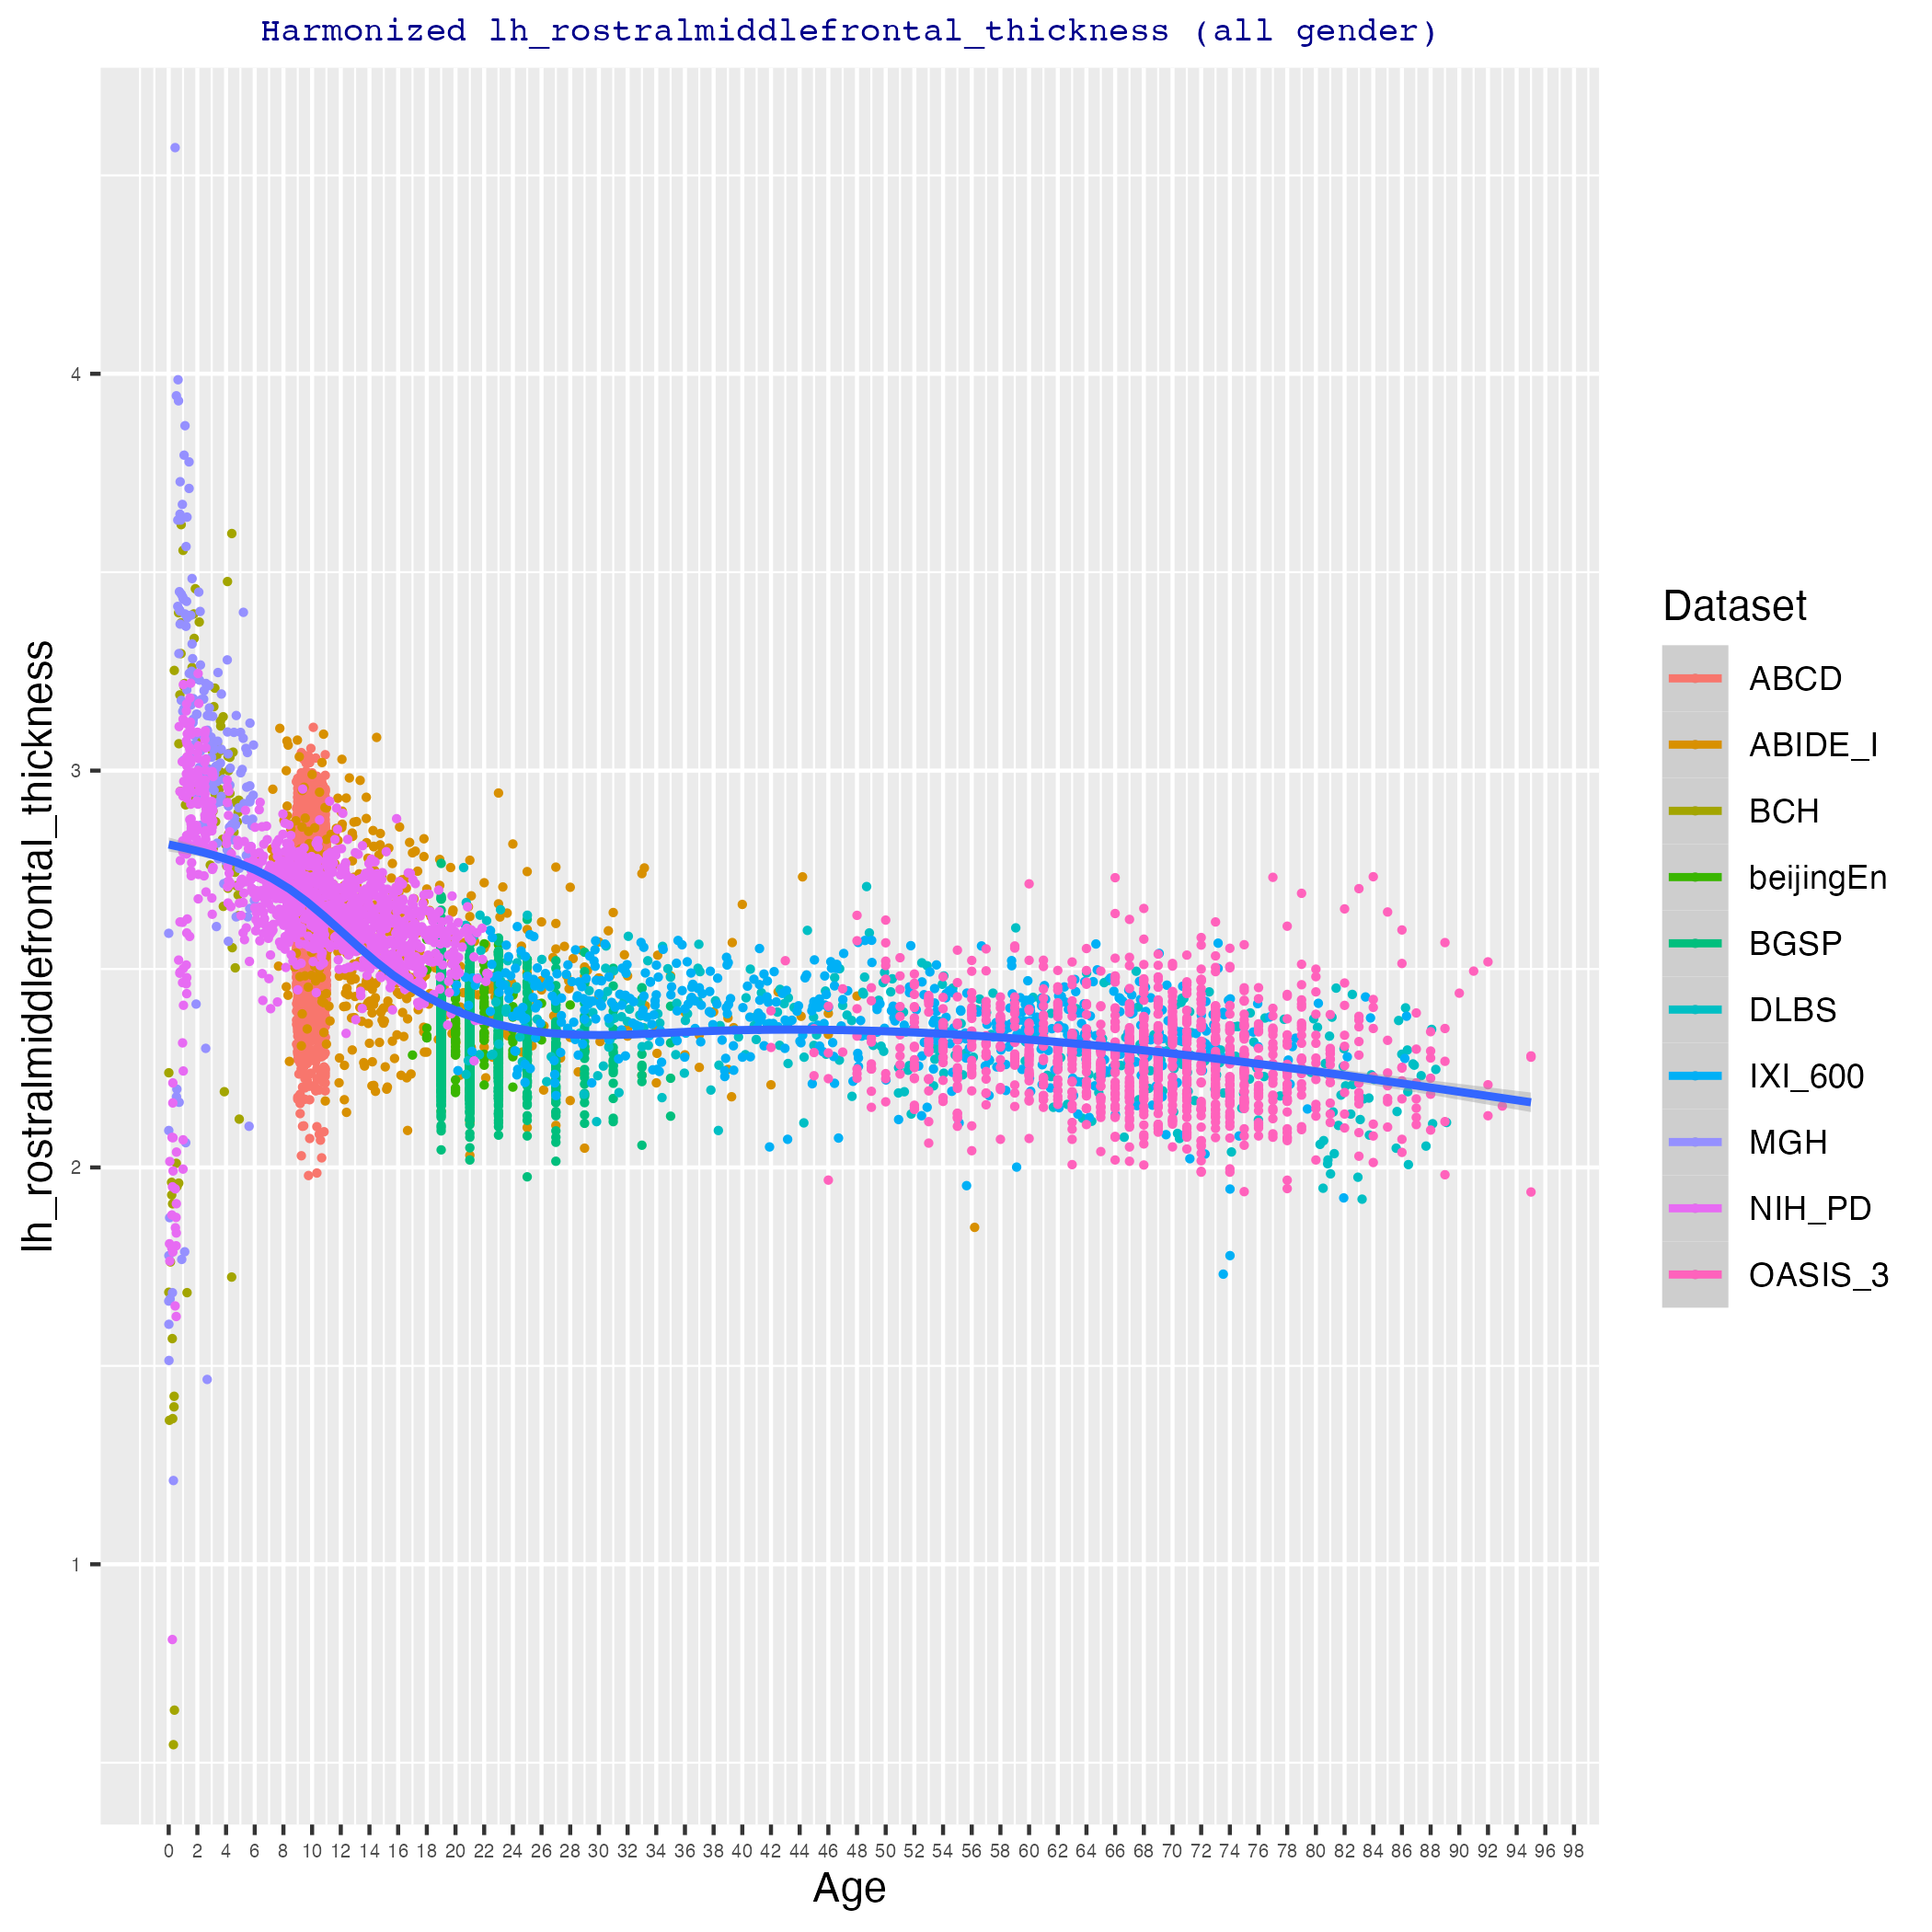 Harmonized lh_rostralmiddlefrontal_thickness (all gender)
lh_rostralmiddlefrontal_thickness
4
3
2
1
0 2 4 6 8 10 12 14 16 18 20 22 24 26 28 30 32 34 36 38 40 42 44 46 48 50 52 54 56 58 60 62 64 66 68 70 72 74 76 78 80 82 84 86 88 90 92 94 96 98
Age
Dataset
ABCD
ABIDE_I
BCH
beijingEn
BGSP
DLBS
IXI_600
MGH
NIH_PD
OASIS_3